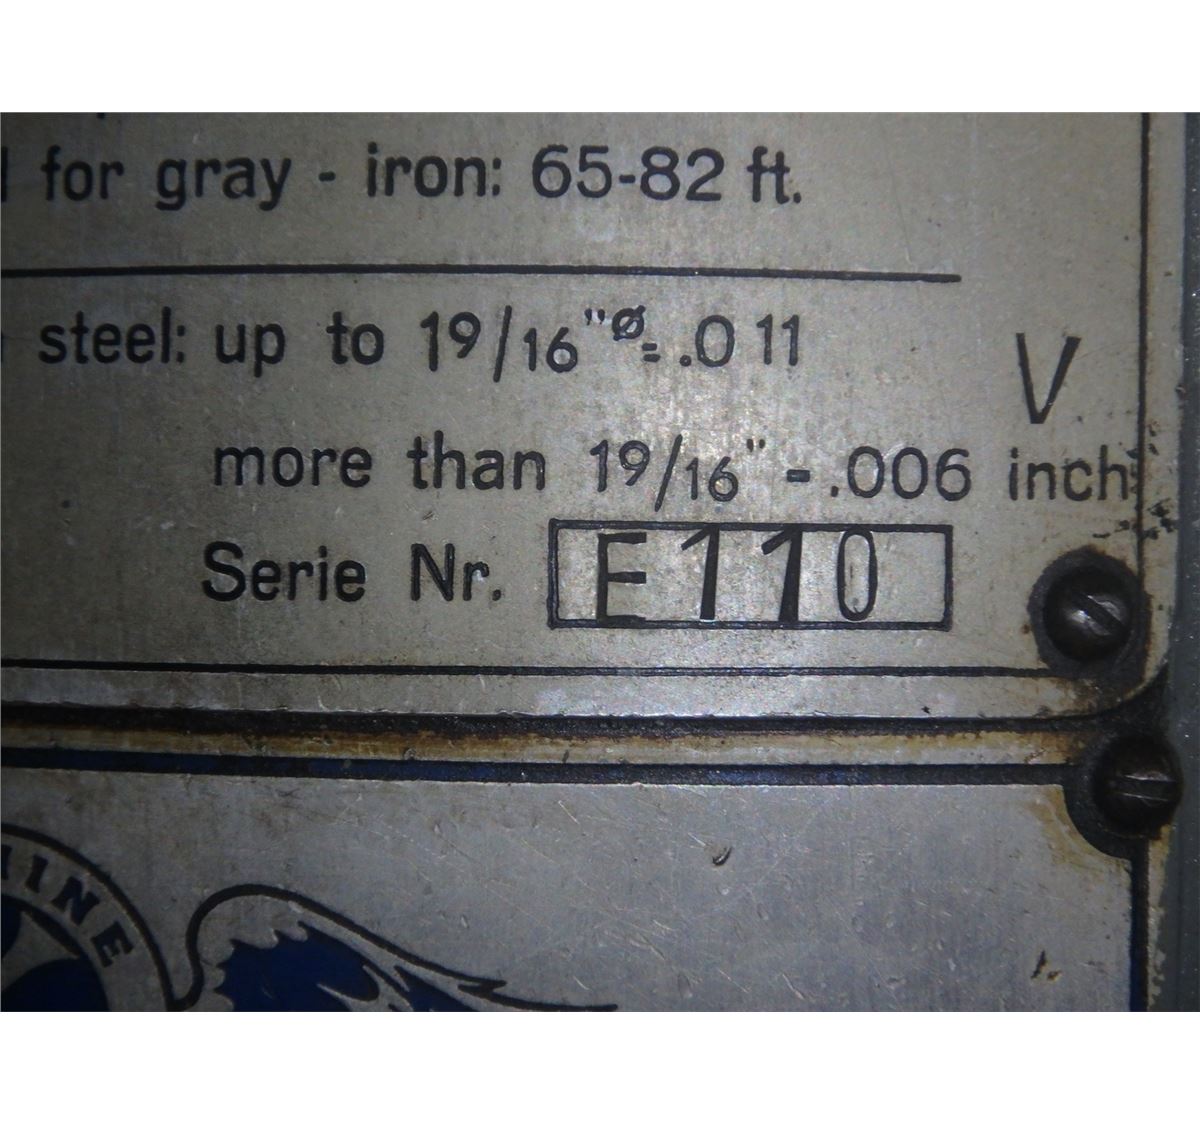 for gray - iron: 65-82 ft.
steel: up to 19/16"ø= .011
V
more than 19/16" - .006 inch
Serie Nr. E110